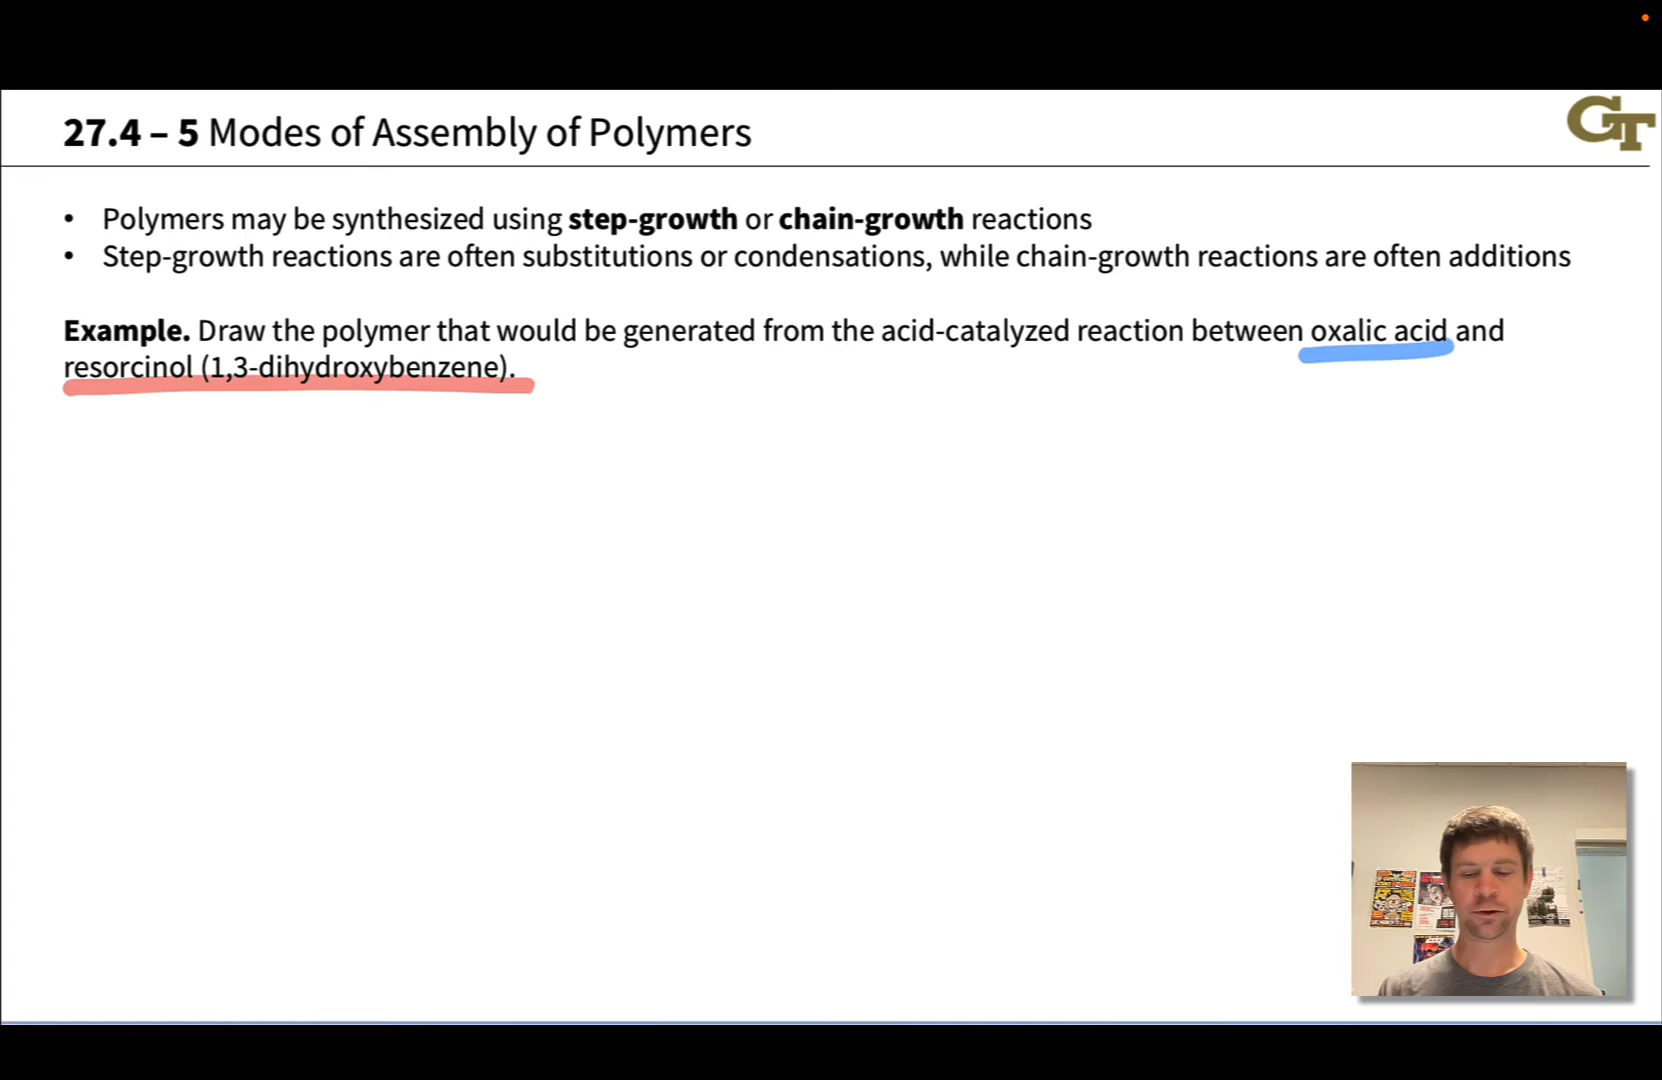 GT
27.4 – 5 Modes of Assembly of Polymers
• Polymers may be synthesized using step-growth or chain-growth reactions
• Step-growth reactions are often substitutions or condensations, while chain-growth reactions are often additions
Example. Draw the polymer that would be generated from the acid-catalyzed reaction between oxalic acid and
resorcinol (1,3-dihydroxybenzene).